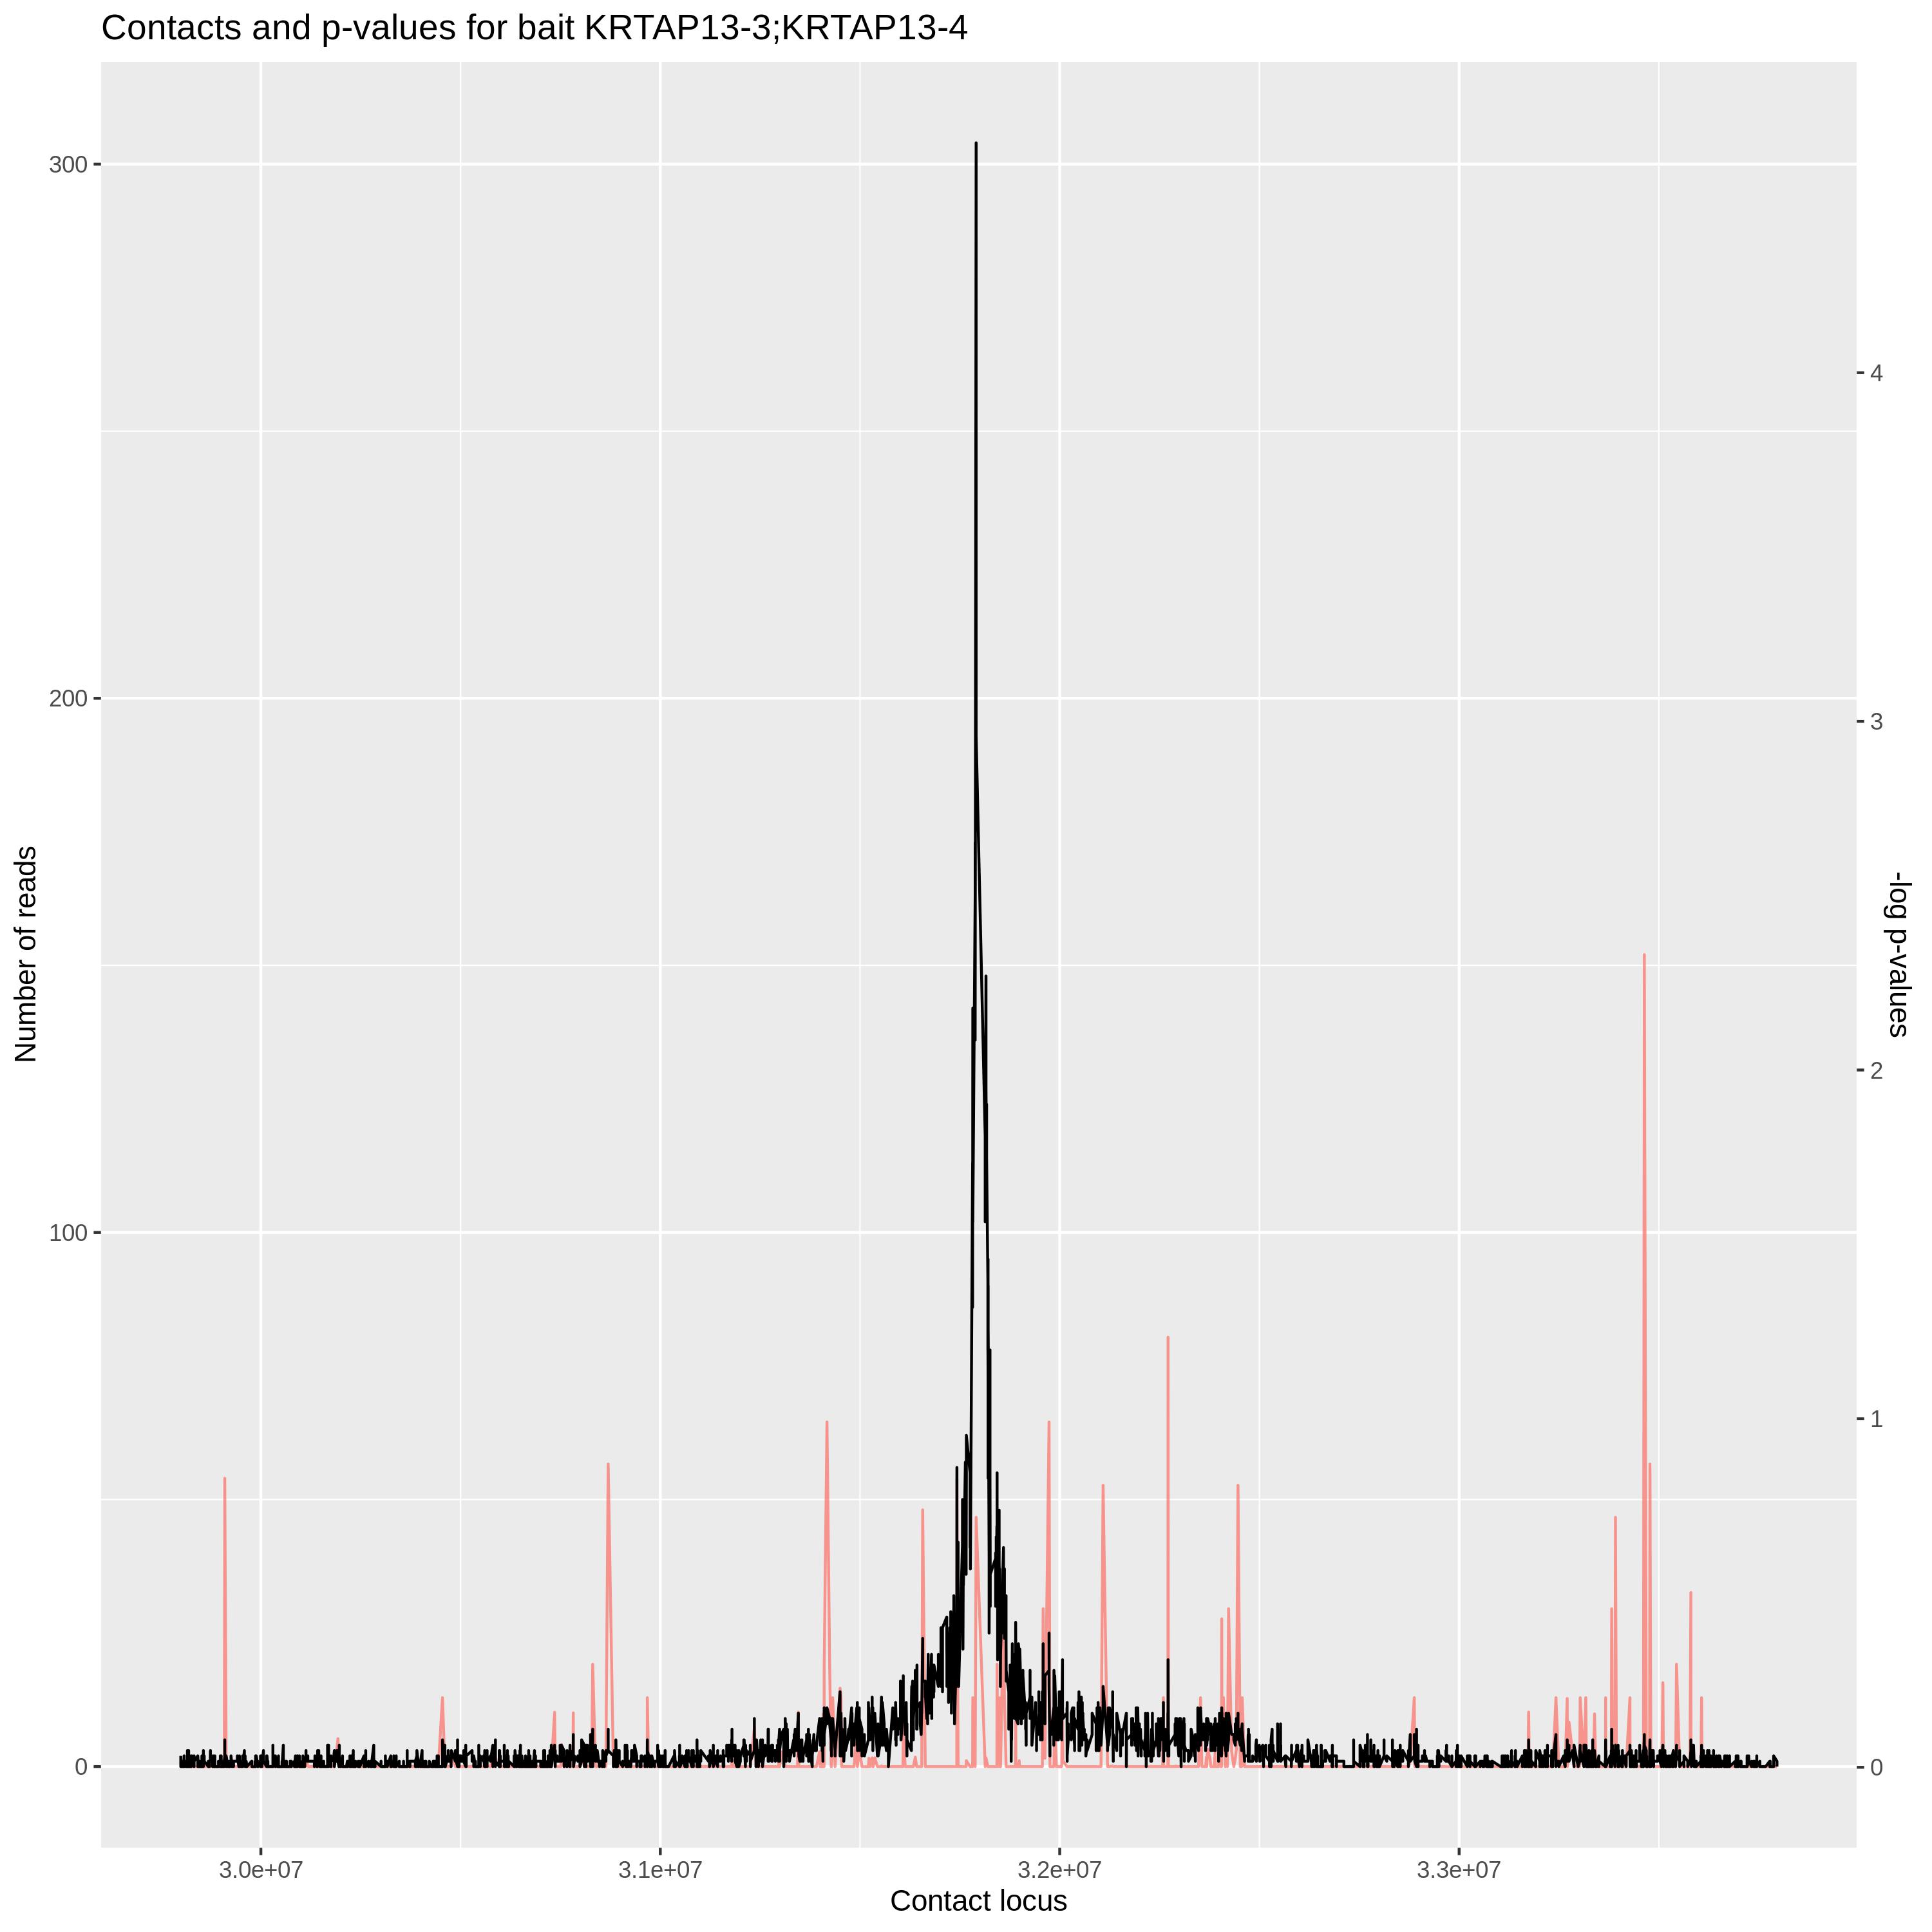 Contacts and p-values for bait KRTAP13-3;KRTAP13-4
300
200
100
0
Number of reads
4
3
2
1
0
-log p-values
3.0e+07
3.1e+07
3.2e+07
3.3e+07
Contact locus